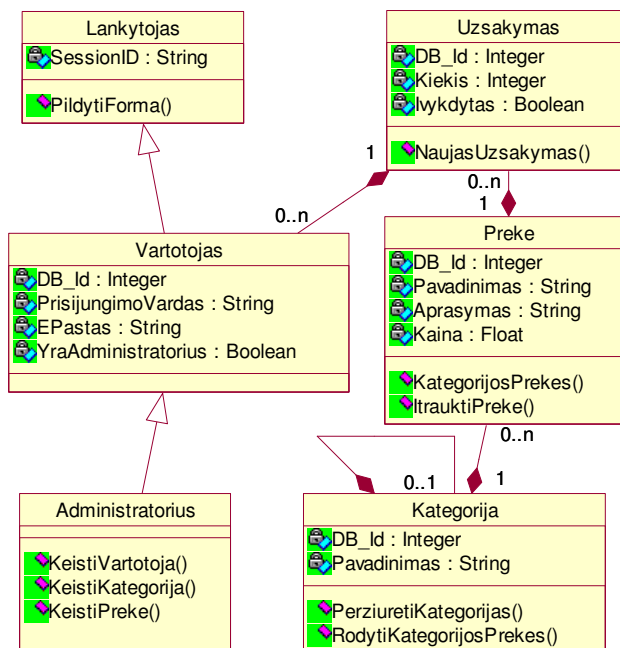 Lankytojas
SessionID : String
PildytiForma()
Uzsakymas
DB_Id : Integer
Kiekis : Integer
Ivykdytas : Boolean
NaujasUzsakymas()
1
0..n
0..n
1
Vartotojas
DB_Id : Integer
PrisijungimoVardas : String
EPastas : String
YraAdministratorius : Boolean
Preke
DB_Id : Integer
Pavadinimas : String
Aprasymas : String
Kaina : Float
KategorijosPrekes()
ItrauktiPreke()
0..n
0..1
1
Administratorius
KeistiVartotoja()
KeistiKategorija()
KeistiPreke()
Kategorija
DB_Id : Integer
Pavadinimas : String
PerziuretiKategorijas()
RodytiKategorijosPrekes()